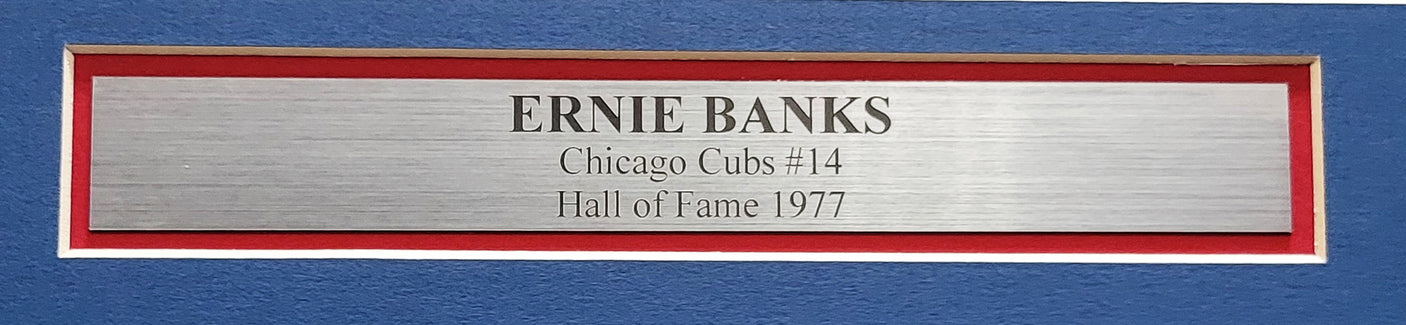 ERNIE BANKS
Chicago Cubs #14
Hall of Fame 1977